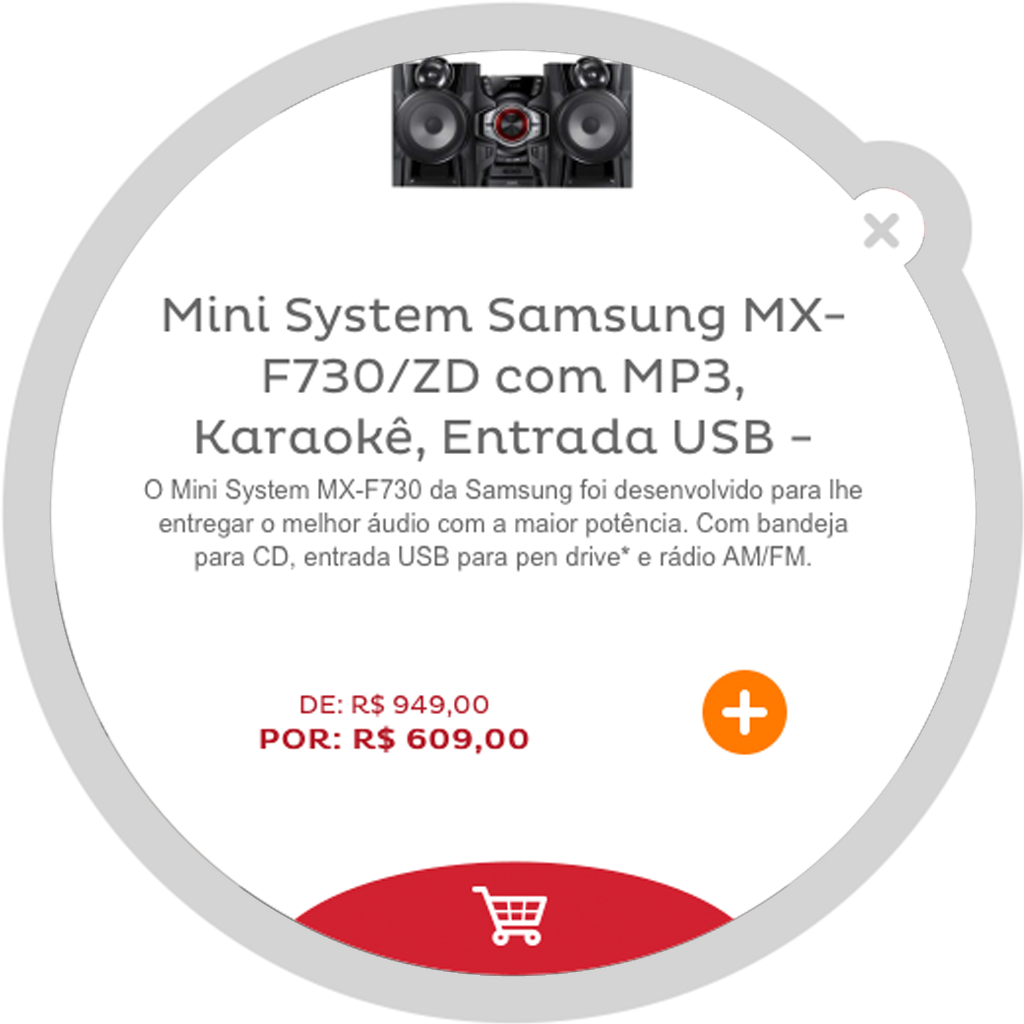 Mini System Samsung MX-
F730/ZD com MP3,
Karaokê, Entrada USB -
O Mini System MX-F730 da Samsung foi desenvolvido para lhe
entregar o melhor áudio com a maior potência. Com bandeja
para CD, entrada USB para pen drive* e rádio AM/FM.
DE: R$ 949,00
POR: R$ 609,00